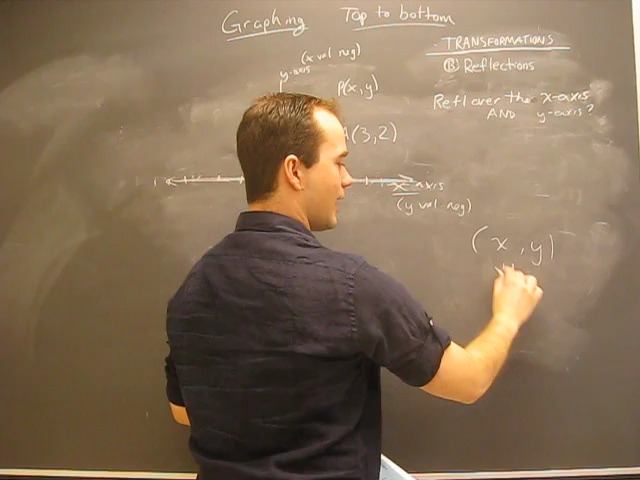 Graphing Top to bottom
TRANSFORMATIONS
B Reflections
Refl over the x-axis
AND y-axis?
(x val neg)
y-axis
P(x,y)
A(3,2)
x-axis
(y val neg)
(x,y)